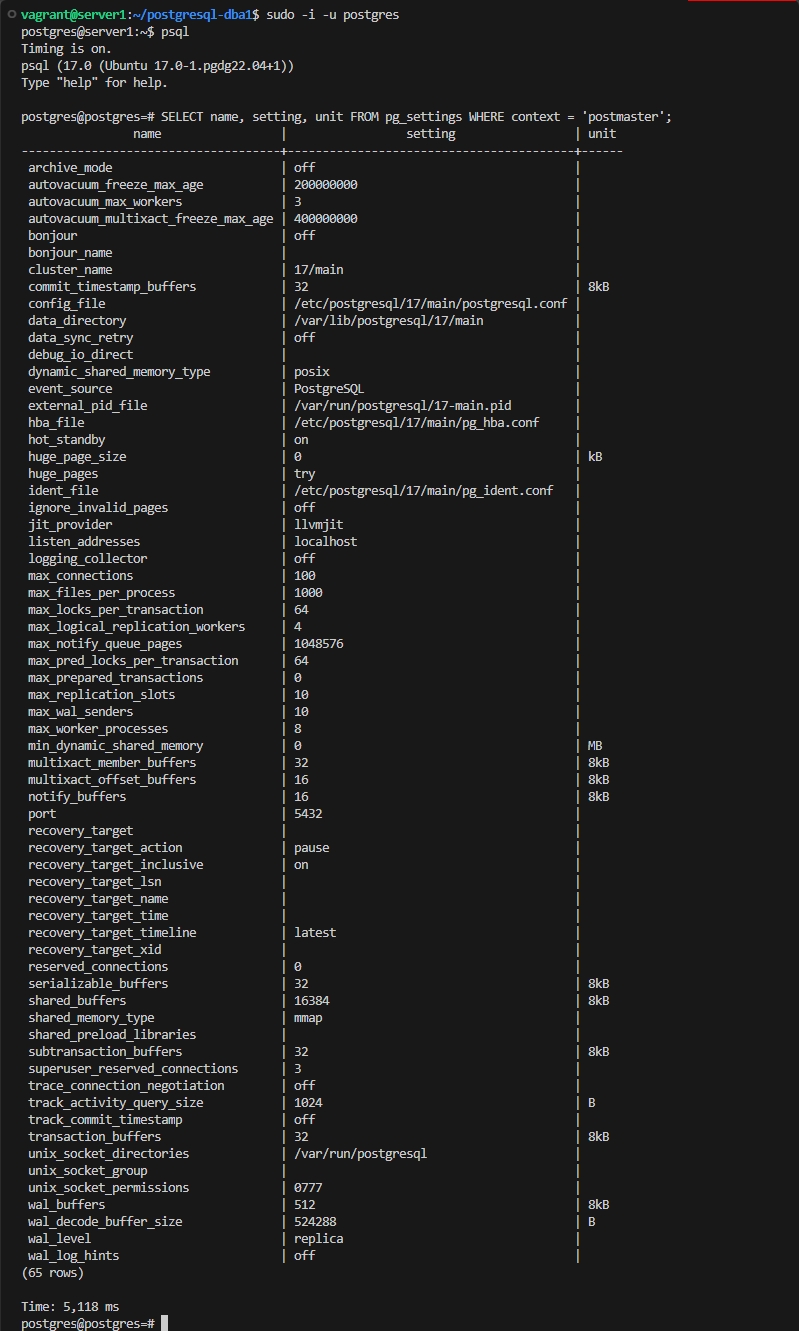 vagrant@server1:~/postgresql-dba1$ sudo -i -u postgres
postgres@server1:~$ psql
Timing is on.
psql (17.0 (Ubuntu 17.0-1.pgdg22.04+1))
Type "help" for help.

postgres@postgres=# SELECT name, setting, unit FROM pg_settings WHERE context = 'postmaster';
                name                 |                 setting                 | unit
-------------------------------------+-----------------------------------------+------
 archive_mode                        | off                                     |
 autovacuum_freeze_max_age           | 200000000                               |
 autovacuum_max_workers              | 3                                       |
 autovacuum_multixact_freeze_max_age | 400000000                               |
 bonjour                             | off                                     |
 bonjour_name                        |                                         |
 cluster_name                        | 17/main                                 |
 commit_timestamp_buffers            | 32                                      | 8kB
 config_file                         | /etc/postgresql/17/main/postgresql.conf |
 data_directory                      | /var/lib/postgresql/17/main             |
 data_sync_retry                     | off                                     |
 debug_io_direct                     |                                         |
 dynamic_shared_memory_type          | posix                                   |
 event_source                        | PostgreSQL                              |
 external_pid_file                   | /var/run/postgresql/17-main.pid         |
 hba_file                            | /etc/postgresql/17/main/pg_hba.conf     |
 hot_standby                         | on                                      |
 huge_page_size                      | 0                                       | kB
 huge_pages                          | try                                     |
 ident_file                          | /etc/postgresql/17/main/pg_ident.conf   |
 ignore_invalid_pages                | off                                     |
 jit_provider                        | llvmjit                                 |
 listen_addresses                    | localhost                               |
 logging_collector                   | off                                     |
 max_connections                     | 100                                     |
 max_files_per_process               | 1000                                    |
 max_locks_per_transaction           | 64                                      |
 max_logical_replication_workers     | 4                                       |
 max_notify_queue_pages              | 1048576                                 |
 max_pred_locks_per_transaction      | 64                                      |
 max_prepared_transactions           | 0                                       |
 max_replication_slots               | 10                                      |
 max_wal_senders                     | 10                                      |
 max_worker_processes                | 8                                       |
 min_dynamic_shared_memory           | 0                                       | MB
 multixact_member_buffers            | 32                                      | 8kB
 multixact_offset_buffers            | 16                                      | 8kB
 notify_buffers                      | 16                                      | 8kB
 port                                | 5432                                    |
 recovery_target                     |                                         |
 recovery_target_action              | pause                                   |
 recovery_target_inclusive           | on                                      |
 recovery_target_lsn                 |                                         |
 recovery_target_name                |                                         |
 recovery_target_time                |                                         |
 recovery_target_timeline            | latest                                  |
 recovery_target_xid                 |                                         |
 reserved_connections                | 0                                       |
 serializable_buffers                | 32                                      | 8kB
 shared_buffers                      | 16384                                   | 8kB
 shared_memory_type                  | mmap                                    |
 shared_preload_libraries            |                                         |
 subtransaction_buffers              | 32                                      | 8kB
 superuser_reserved_connections      | 3                                       |
 trace_connection_negotiation        | off                                     |
 track_activity_query_size           | 1024                                    | B
 track_commit_timestamp              | off                                     |
 transaction_buffers                 | 32                                      | 8kB
 unix_socket_directories             | /var/run/postgresql                     |
 unix_socket_group                   |                                         |
 unix_socket_permissions             | 0777                                    |
 wal_buffers                         | 512                                     | 8kB
 wal_decode_buffer_size              | 524288                                  | B
 wal_level                           | replica                                 |
 wal_log_hints                       | off                                     |
(65 rows)

Time: 5,118 ms
postgres@postgres=#